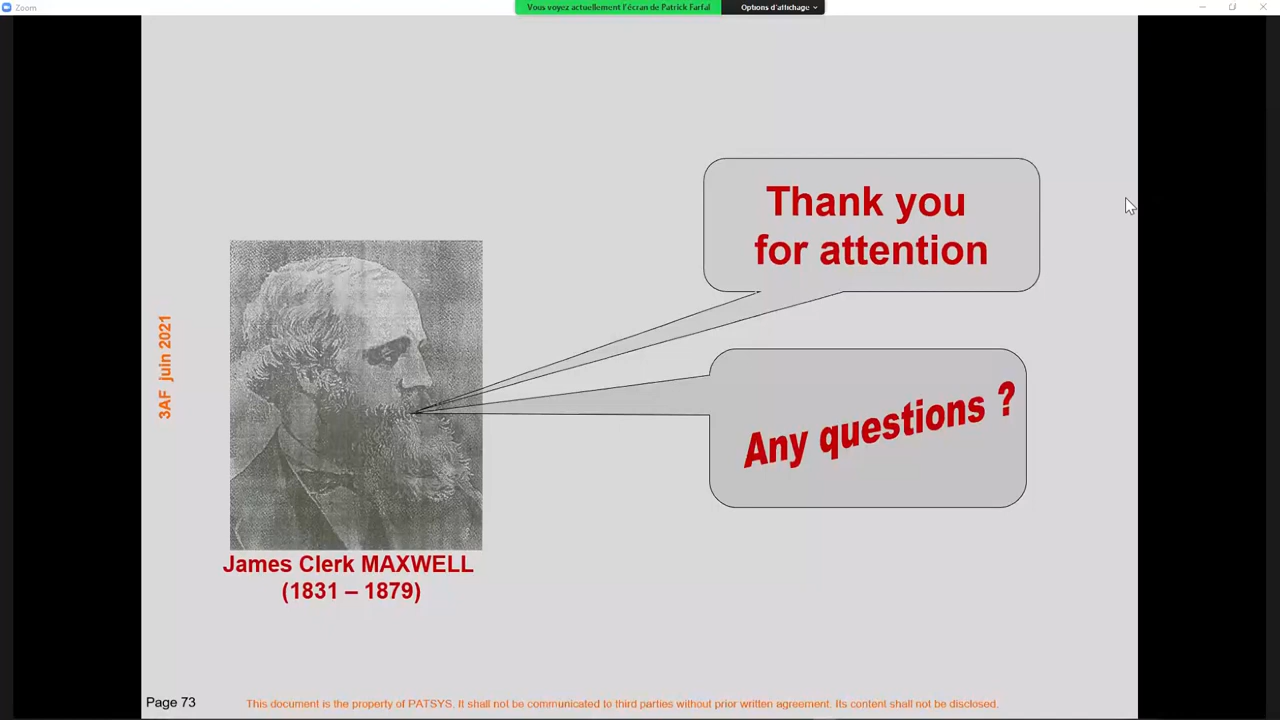 Zoom
Vous voyez actuellement l'écran de Patrick Farfal
Options d'affichage
Thank you
for attention
Any questions ?
3AF juin 2021
James Clerk MAXWELL
(1831 – 1879)
Page 73
This document is the property of PATSYS. It shall not be communicated to third parties without prior written agreement. Its content shall not be disclosed.